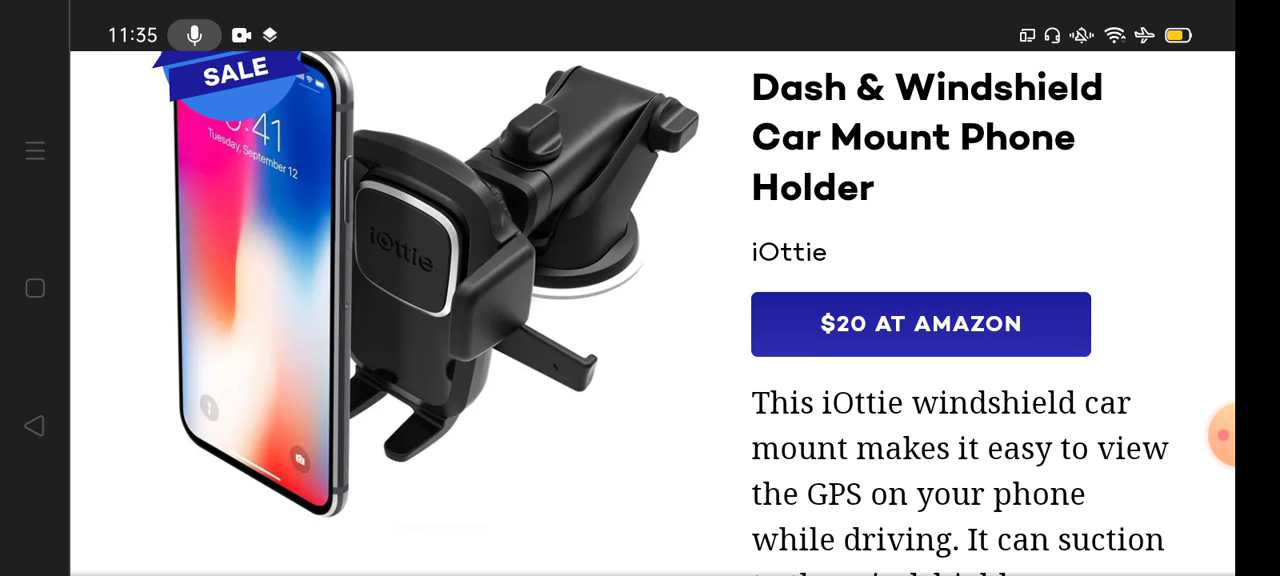 11:35
SALE
9:41
Tuesday, September 12
iOttie
Dash & Windshield
Car Mount Phone
Holder
iOttie
$20 AT AMAZON
This iOttie windshield car
mount makes it easy to view
the GPS on your phone
while driving. It can suction